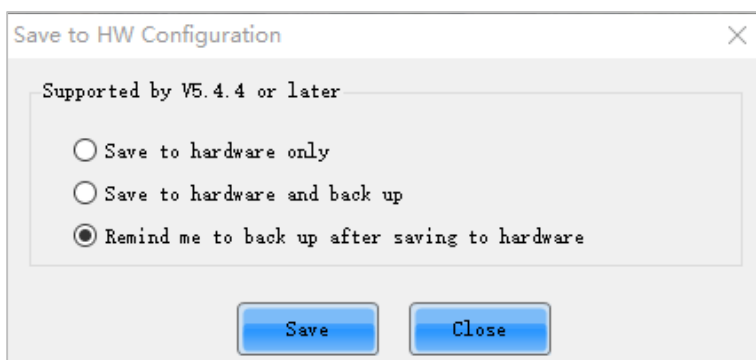 Save to HW Configuration
Supported by V5.4.4 or later
Save to hardware only
Save to hardware and back up
Remind me to back up after saving to hardware
Save Close